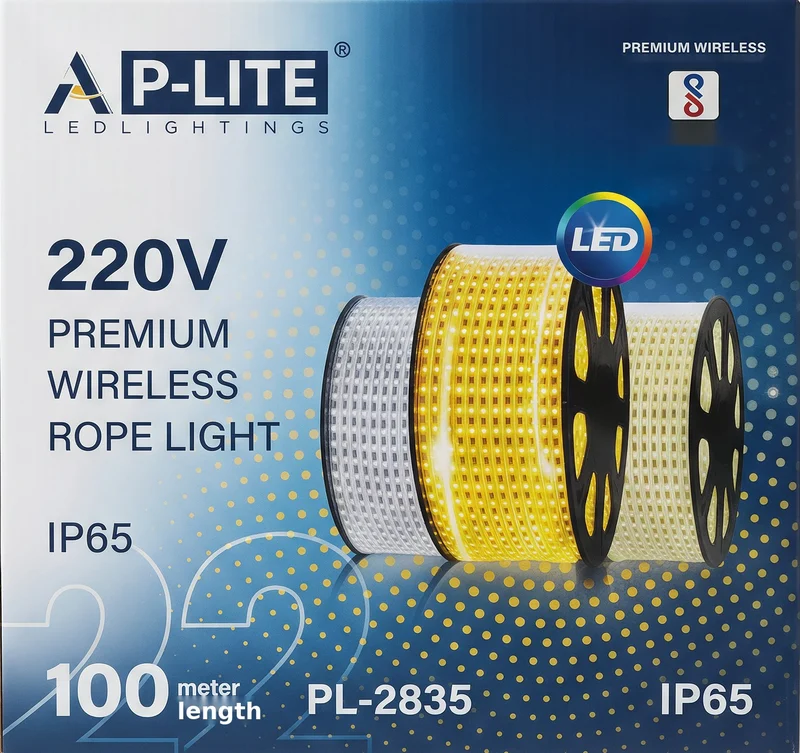 AP-LITE®
LEDLIGHTINGS
PREMIUM WIRELESS
LED
220V
PREMIUM
WIRELESS
ROPE LIGHT
IP65
22
100 meter
length
PL-2835
IP65